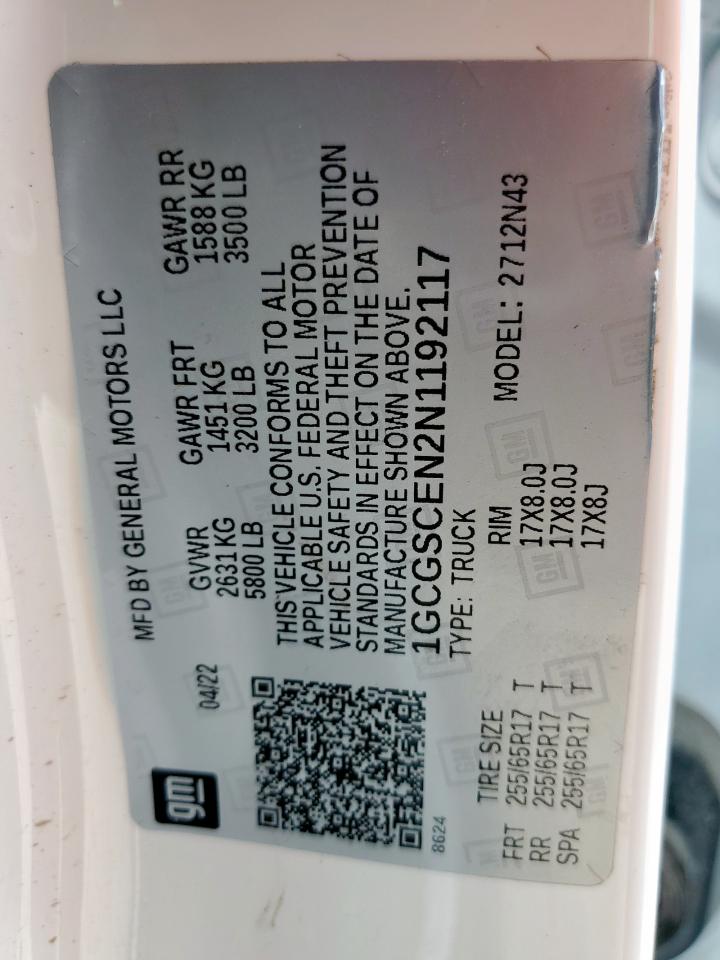 gm
MFD BY GENERAL MOTORS LLC
04/22
GVWR GAWR FRT GAWR RR
2631 KG 1451 KG 1588 KG
5800 LB 3200 LB 3500 LB
THIS VEHICLE CONFORMS TO ALL
APPLICABLE U.S. FEDERAL MOTOR
VEHICLE SAFETY AND THEFT PREVENTION
STANDARDS IN EFFECT ON THE DATE OF
MANUFACTURE SHOWN ABOVE.
1GCGSCEN2N1192117
8624
TYPE: TRUCK
MODEL: 2712N43
TIRE SIZE RIM
FRT 255/65R17 T 17X8.0J
RR 255/65R17 T 17X8.0J
SPA 255/65R17 T 17X8J